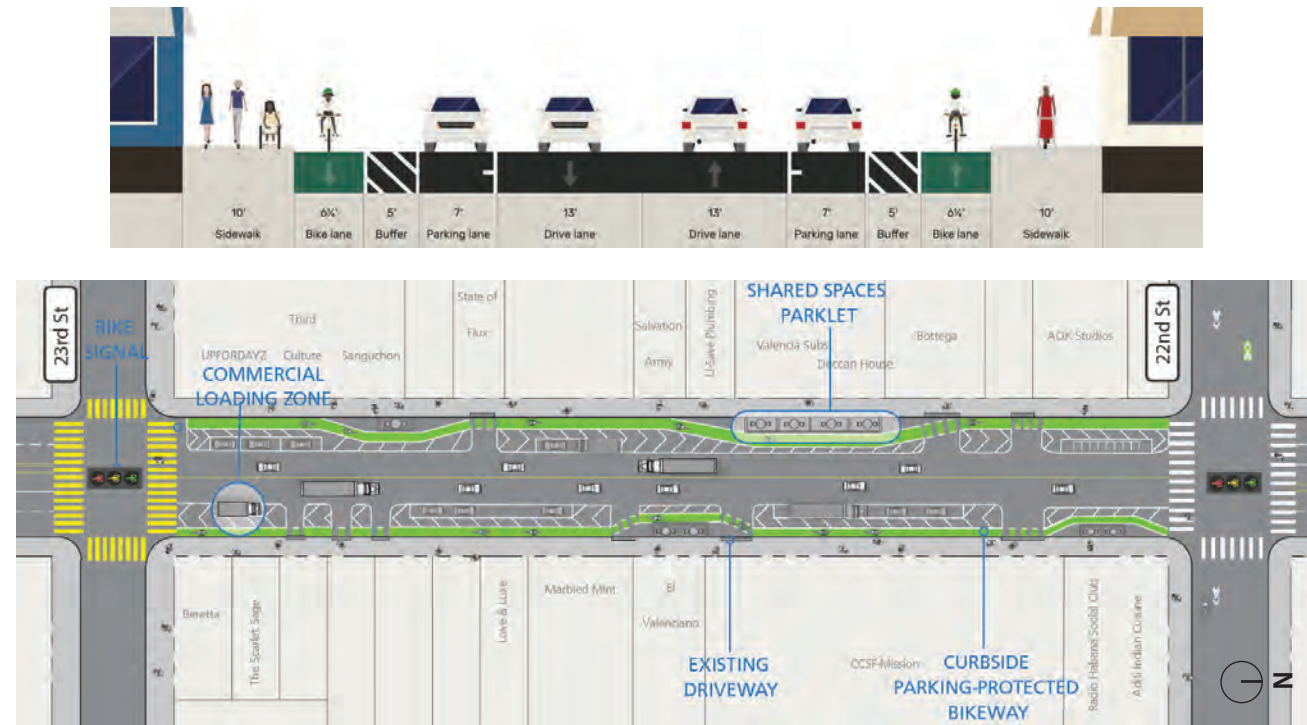 10'
Sidewalk
6¼'
Bike lane
5'
Buffer
7'
Parking lane
13'
Drive lane
13'
Drive lane
7'
Parking lane
5'
Buffer
6¼'
Bike lane
10'
Sidewalk
23rd St
BIKE
SIGNAL
UPFORDAYZ
Third
Culture
Sanguchon
COMMERCIAL
LOADING ZONE
State of
Flux
Salvation
Army
U-Save Plumbing
SHARED SPACES
PARKLET
Valencia Subs
Deccan House
Bottega
AOK Studios
22nd St
Beretta
The Scarlet Sage
Love & Luxe
Marbled Mint
El
Valenciano
EXISTING
DRIVEWAY
CCSF-Mission
CURBSIDE
PARKING-PROTECTED
BIKEWAY
Radio Habana Social Club
Indian Cuisine
N